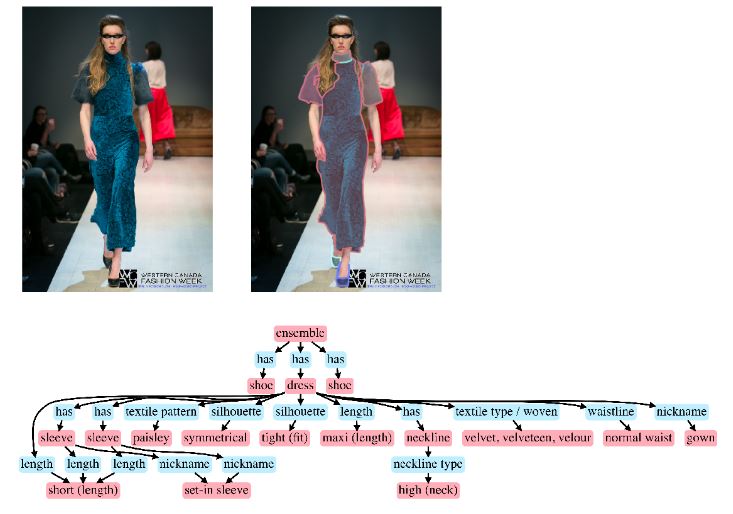 WESTERN CANADA
FASHION WEEK
WESTERN CANADA
FASHION WEEK
ensemble
has has has
shoe dress shoe
has has textile pattern silhouette silhouette length has textile type / woven waistline nickname
sleeve sleeve paisley symmetrical tight (fit) maxi (length) neckline velvet, velveteen, velour normal waist gown
length length length nickname nickname neckline type
short (length) set-in sleeve high (neck)